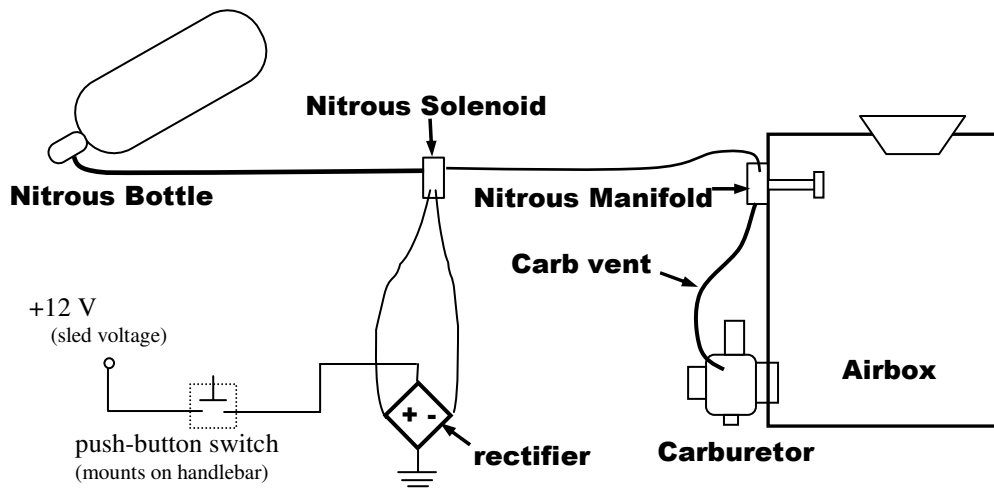 Nitrous Solenoid
Nitrous Bottle
Nitrous Manifold
Carb vent
+12 V
(sled voltage)
Airbox
+ -
push-button switch
(mounts on handlebar)
rectifier
Carburetor